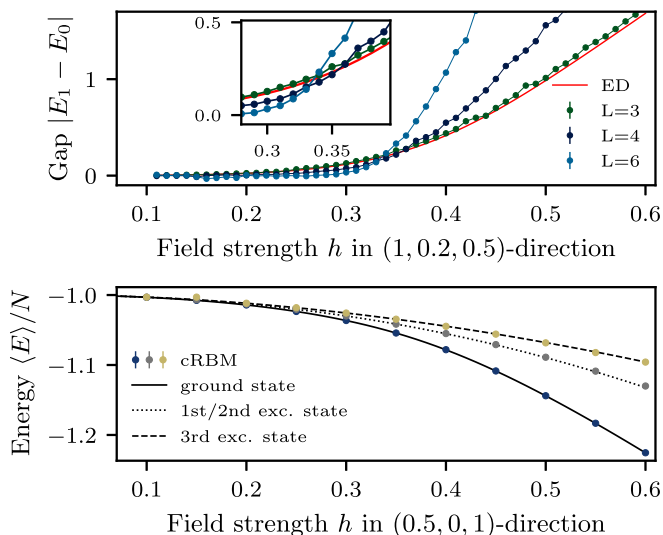 Gap |E₁ − E₀|
1
0
0.5
0.0
0.3
0.35
ED
L=3
L=4
L=6
0.1 0.2 0.3 0.4 0.5 0.6
Field strength h in (1, 0.2, 0.5)-direction
Energy ⟨E⟩/N
−1.0
−1.1
−1.2
cRBM
ground state
1st/2nd exc. state
3rd exc. state
0.1 0.2 0.3 0.4 0.5 0.6
Field strength h in (0.5, 0, 1)-direction